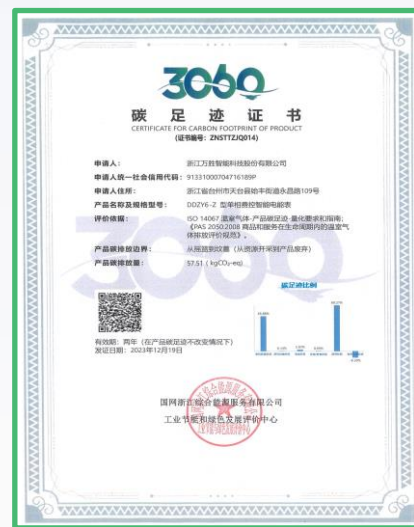 3060
碳足迹证书
CERTIFICATE FOR CARBON FOOTPRINT OF PRODUCT
(证书编号：ZNSTTZJQ014)
申请人： 浙江万胜智能科技股份有限公司
申请人统一社会信用代码： 91331000704716189P
申请人住所： 浙江省台州市天台县始丰街道永昌路109号
产品名称及规格型号： DDZY6-Z 型单相费控智能电能表
评价依据： ISO 14067 温室气体·产品碳足迹·量化要求和指南;
《PAS 2050:2008 商品和服务在生命周期内的温室气
体排放评价规范》。
产品碳排放边界： 从摇篮到坟墓（从资源开采到产品废弃）
产品碳排放量： 57.51（kgCO₂-eq）
碳足迹比例
有效期：两年（在产品碳足迹不改变情况下）
发证日期：2023年12月19日
国网浙江综合能源服务有限公司
工业节能和绿色发展评价中心